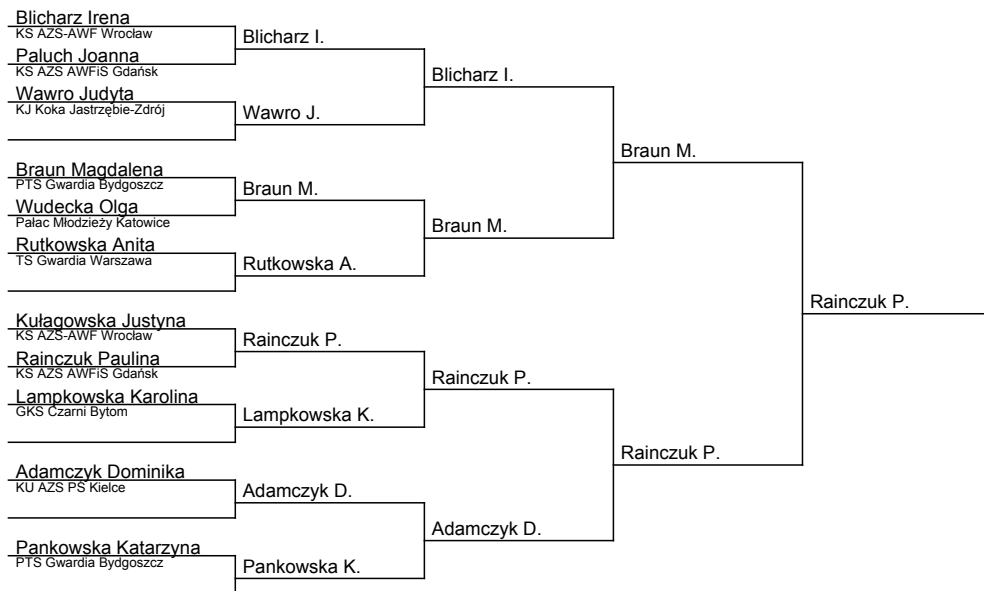 Blicharz Irena
KS AZS-AWF Wrocław
Blicharz I.
Paluch Joanna
KS AZS AWFiS Gdańsk
Blicharz I.
Wawro Judyta
KJ Koka Jastrzębie-Zdrój
Wawro J.
Braun M.
Braun Magdalena
PTS Gwardia Bydgoszcz
Braun M.
Wudecka Olga
Pałac Młodzieży Katowice
Braun M.
Rutkowska Anita
TS Gwardia Warszawa
Rutkowska A.
Rainczuk P.
Kułagowska Justyna
KS AZS-AWF Wrocław
Rainczuk P.
Rainczuk Paulina
KS AZS AWFiS Gdańsk
Rainczuk P.
Lampkowska Karolina
GKS Czarni Bytom
Lampkowska K.
Rainczuk P.
Adamczyk Dominika
KU AZS PŚ Kielce
Adamczyk D.
Adamczyk D.
Pankowska Katarzyna
PTS Gwardia Bydgoszcz
Pankowska K.